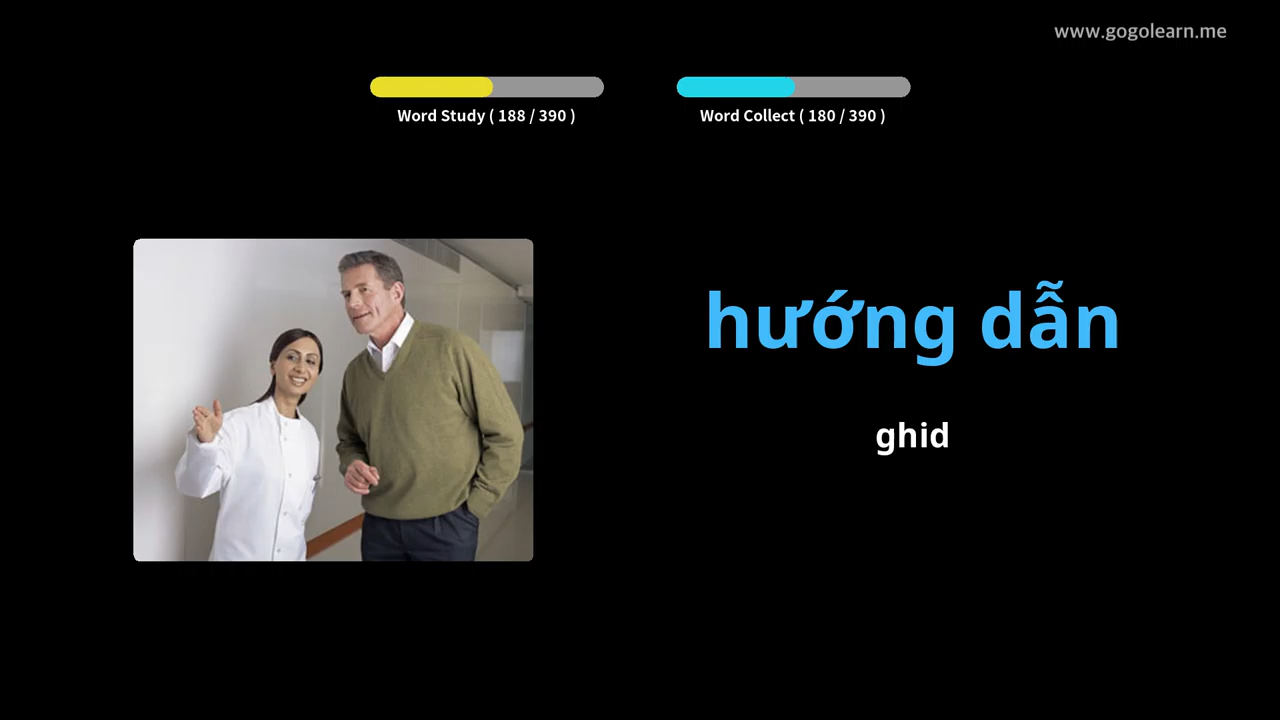 www.gogolearn.me
Word Study ( 188 / 390 )
Word Collect ( 180 / 390 )
hướng dẫn
ghid